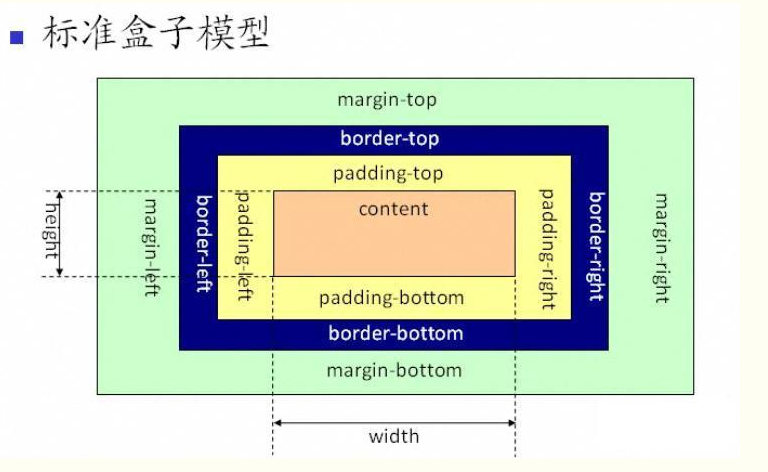 标准盒子模型
margin-top
border-top
padding-top
content
height
margin-left
border-left
padding-left
padding-right
border-right
margin-right
padding-bottom
border-bottom
margin-bottom
width